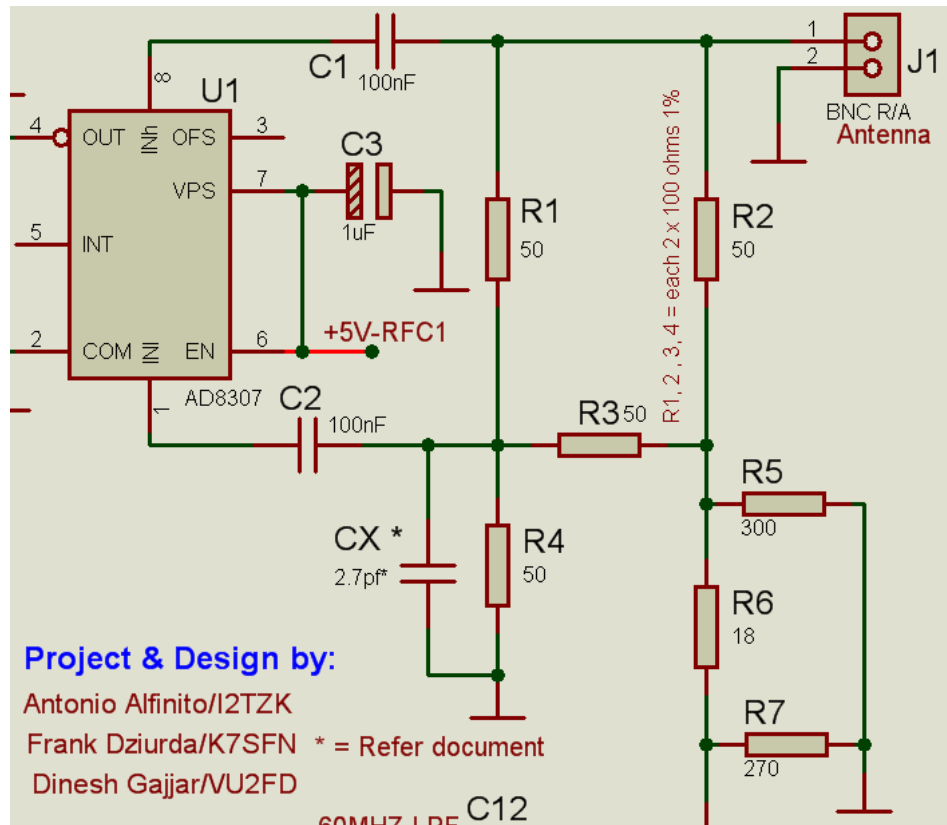 C1
100nF
8
U1
4
OUT
INh
OFS
3
VPS
7
C3
1uF
5
INT
2
COM
INl
EN
6
+5V-RFC1
AD8307
1
C2
100nF
R1
50
R2
50
R1, 2 , 3, 4 = each 2 x 100 ohms 1%
1
2
J1
BNC R/A
Antenna
R3
50
CX *
2.7pf*
R4
50
R5
300
R6
18
R7
270
Project & Design by:
Antonio Alfinito/I2TZK
Frank Dziurda/K7SFN
* = Refer document
Dinesh Gajjar/VU2FD
60MHZ LPF
C12